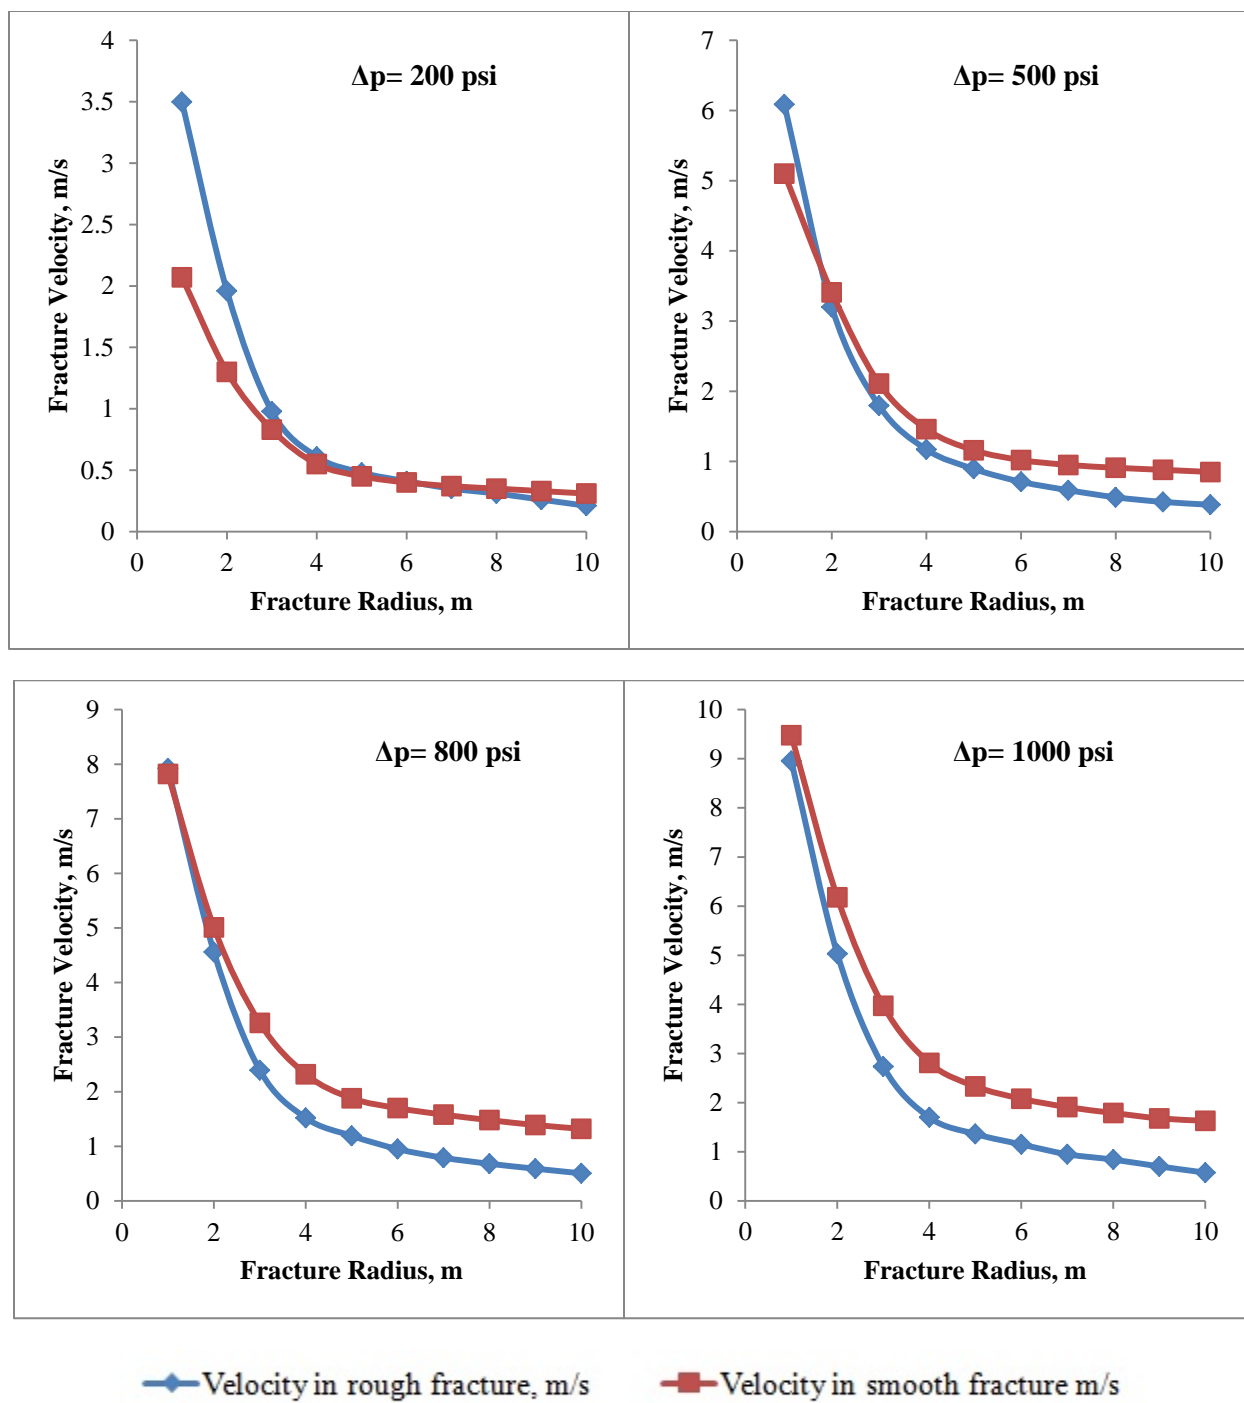 Δp= 200 psi
Fracture Velocity, m/s
4
3.5
3
2.5
2
1.5
1
0.5
0
0 2 4 6 8 10
Fracture Radius, m
Δp= 500 psi
Fracture Velocity, m/s
7
6
5
4
3
2
1
0
0 2 4 6 8 10
Fracture Radius, m
Δp= 800 psi
Fracture Velocity, m/s
9
8
7
6
5
4
3
2
1
0
0 2 4 6 8 10
Fracture Radius, m
Δp= 1000 psi
Fracture Velocity, m/s
10
9
8
7
6
5
4
3
2
1
0
0 2 4 6 8 10
Fracture Radius, m
Velocity in rough fracture, m/s
Velocity in smooth fracture m/s